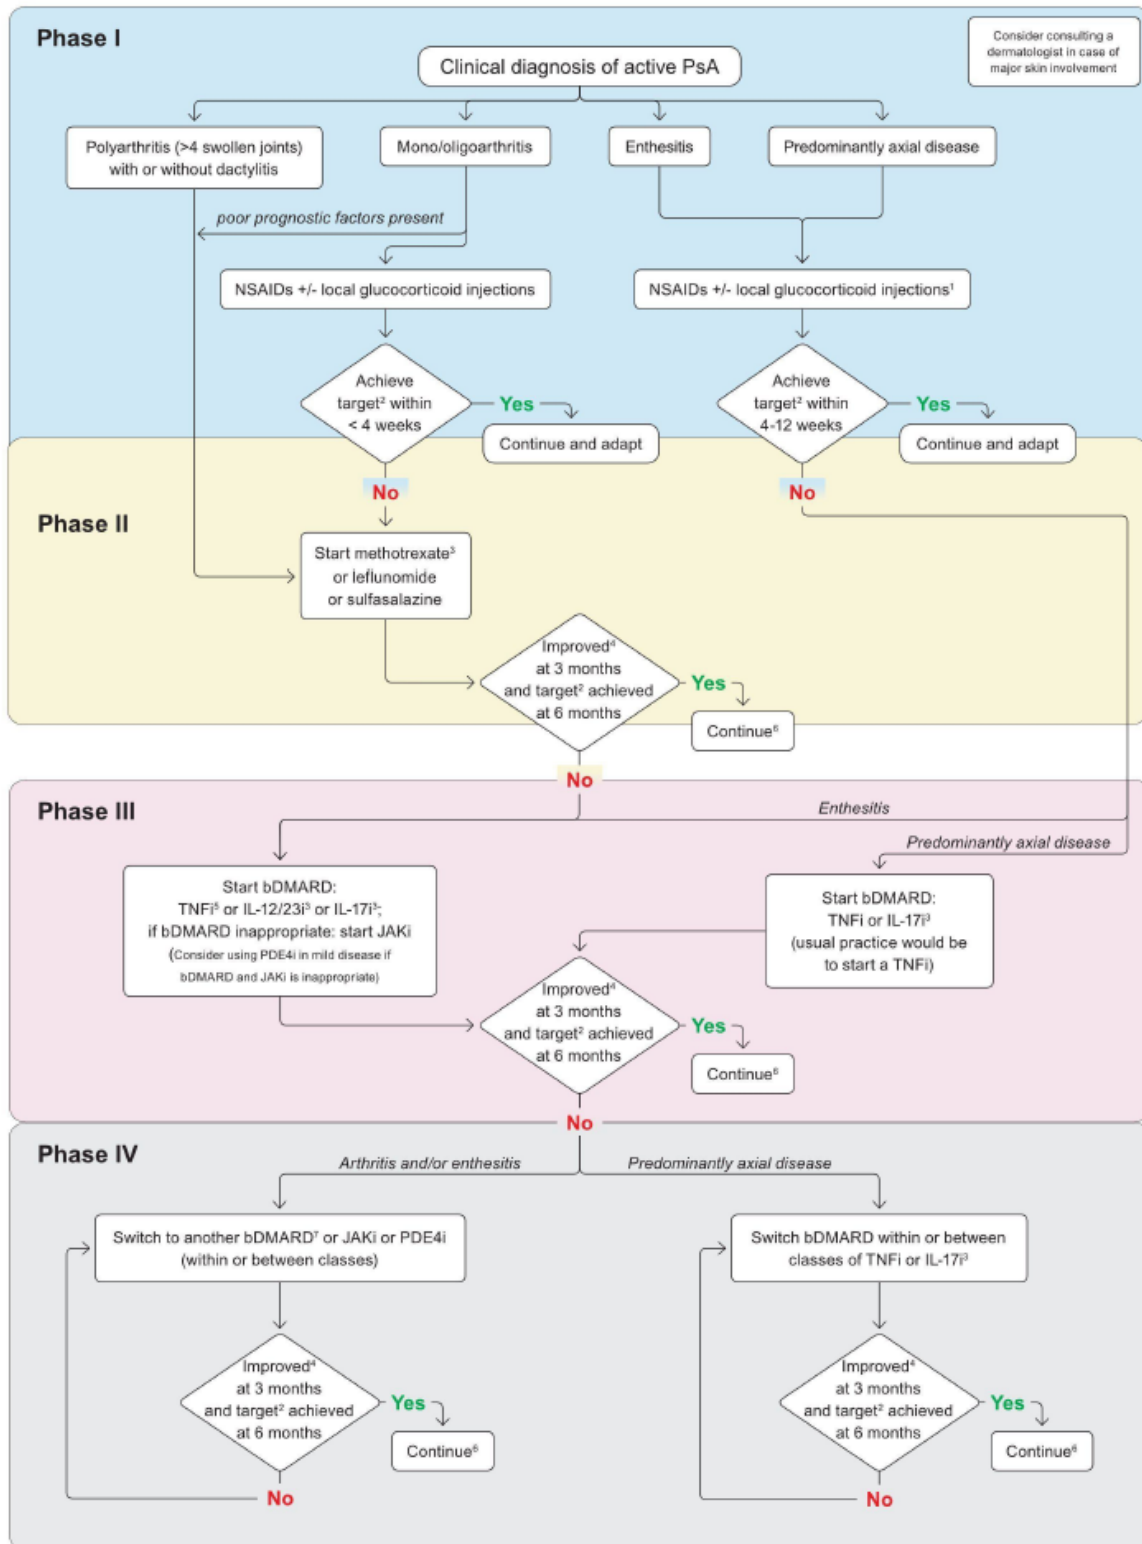 Phase I
Consider consulting a
dermatologist in case of
major skin involvement
Clinical diagnosis of active PsA
Polyarthritis (>4 swollen joints)
with or without dactylitis
Mono/oligoarthritis
Enthesitis
Predominantly axial disease
poor prognostic factors present
NSAIDs +/- local glucocorticoid injections
NSAIDs +/- local glucocorticoid injections¹
Achieve
target² within
< 4 weeks
Yes
Continue and adapt
Achieve
target² within
4-12 weeks
Yes
Continue and adapt
No
No
Phase II
Start methotrexate³
or leflunomide
or sulfasalazine
Improved⁴
at 3 months
and target² achieved
at 6 months
Yes
Continue⁶
No
Phase III
Enthesitis
Predominantly axial disease
Start bDMARD:
TNFi⁵ or IL-12/23i³ or IL-17i³;
if bDMARD inappropriate: start JAKi
(Consider using PDE4i in mild disease if
bDMARD and JAKi is inappropriate)
Start bDMARD:
TNFi or IL-17i³
(usual practice would be
to start a TNFi)
Improved⁴
at 3 months
and target² achieved
at 6 months
Yes
Continue⁶
No
Phase IV
Arthritis and/or enthesitis
Predominantly axial disease
Switch to another bDMARD⁷ or JAKi or PDE4i
(within or between classes)
Switch bDMARD within or between
classes of TNFi or IL-17i³
Improved⁴
at 3 months
and target² achieved
at 6 months
Yes
Continue⁶
No
Improved⁴
at 3 months
and target² achieved
at 6 months
Yes
Continue⁶
No